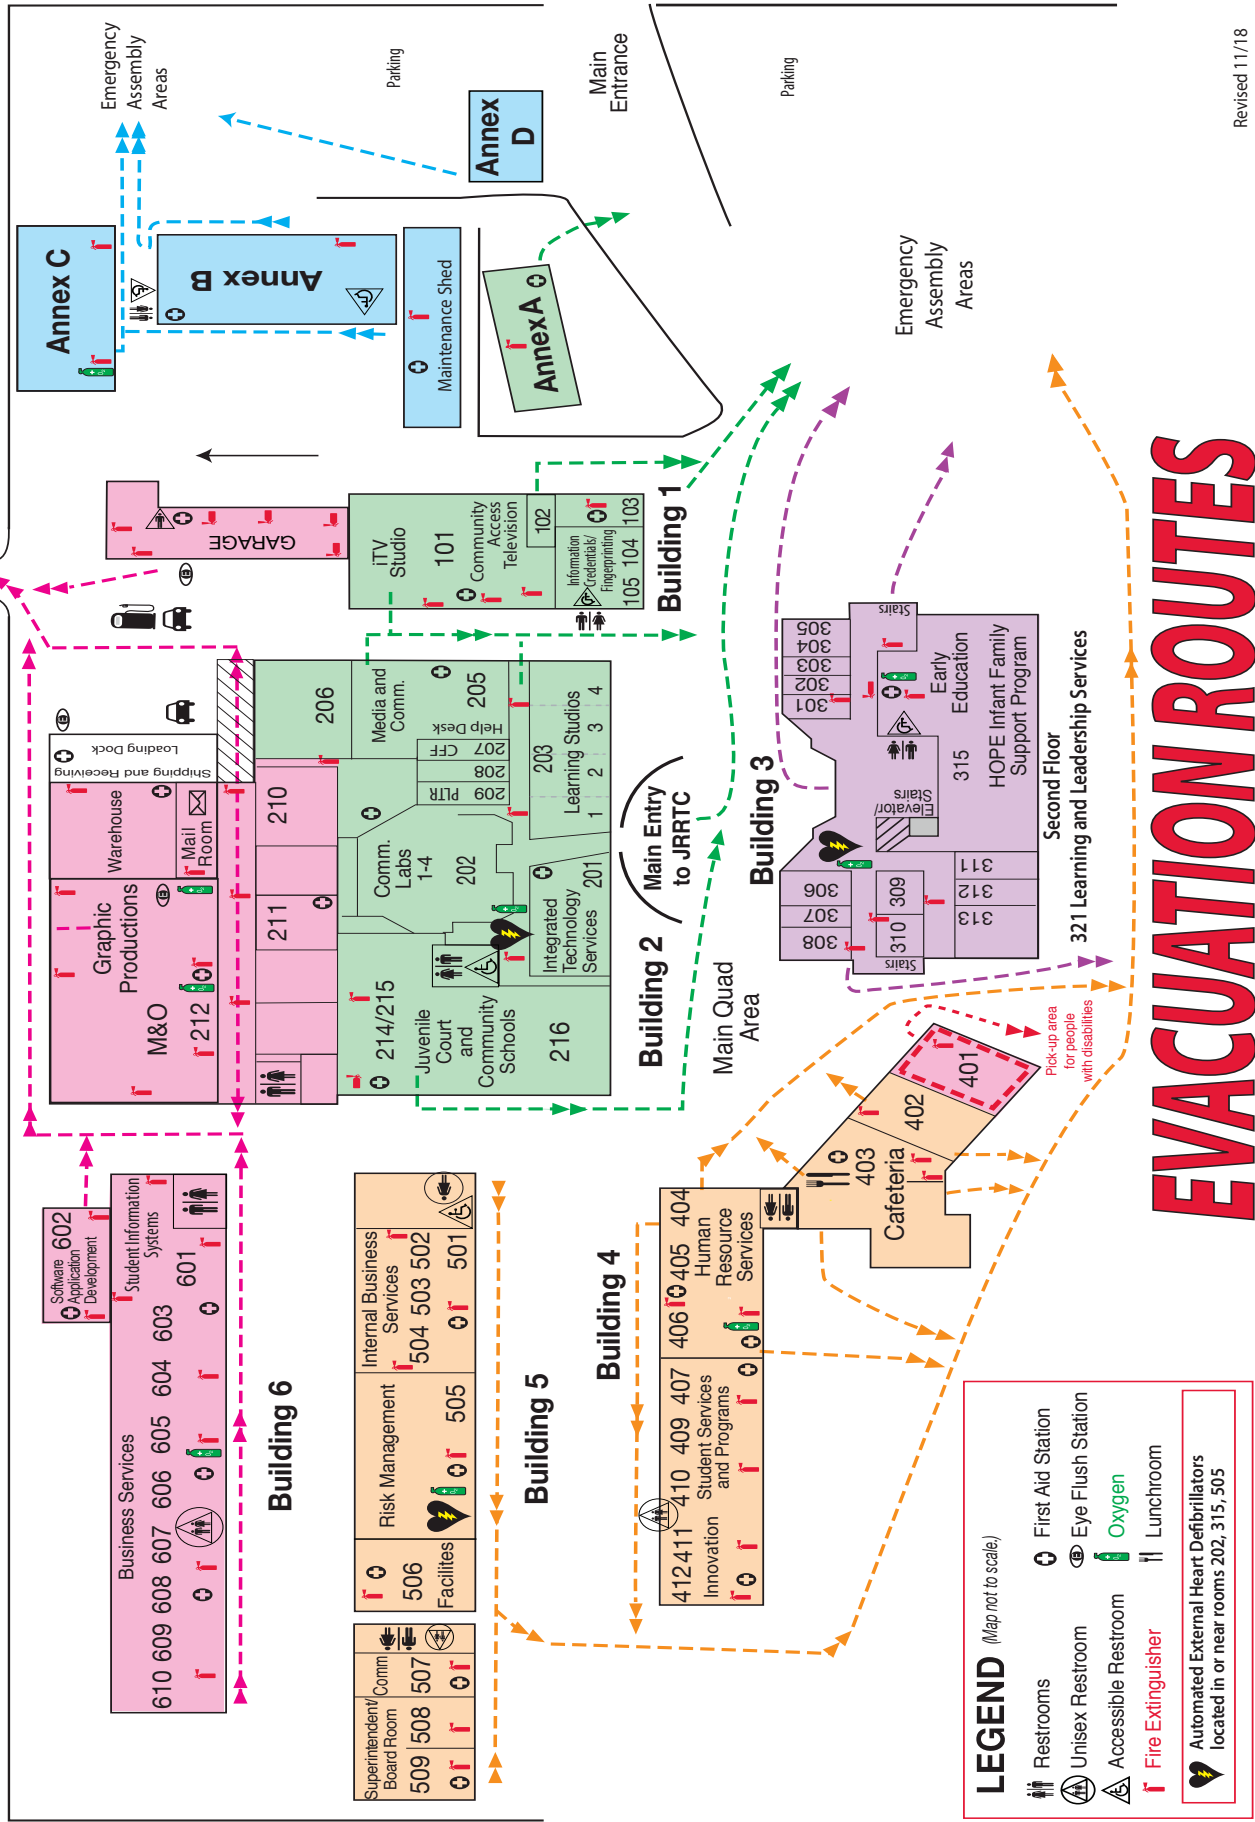 EVACUATION ROUTES
Revised 11/18
Emergency
Assembly
Areas
Parking
Main
Entrance
Parking
Annex C
Annex B
Annex
D
Maintenance Shed
Annex A
Emergency
Assembly
Areas
GARAGE
iTV
Studio
101
Community
Access
Television
102
Information
Credentials/
Fingerprinting
105 104 103
Building 1
Loading Dock
Shipping and Receiving
Warehouse
Mail
Room
Graphic
Productions
M&O
212
210
211
206
Media and
Comm.
205
Help Desk
207 CFF
208
209 PLTR
203
Learning Studios
1 2 3 4
Comm.
Labs
1-4
202
201
Integrated
Technology
Services
214/215
Juvenile
Court
and
Community
Schools
216
Building 2
Main Entry
to JRRTC
Main Quad
Area
Building 3
305
304
303
302
301
Stairs
Early
Education
315
HOPE Infant Family
Support Program
Elevator/
Stairs
306
307
308
309
310
311
312
313
Stairs
Second Floor
321 Learning and Leadership Services
Pick-up area
for people
with disabilities
401
402
403
Cafeteria
Building 4
406 405 404
Human
Resource
Services
412 411 410 409 407
Student Services
and Programs
Innovation
Building 5
Internal Business
Services
504 503 502
501
Risk Management
505
506
Facilites
Superintendent/
Board Room
Comm
509 508 507
Building 6
Software
Application
Development
602
Student Information
Systems
601
Business Services
610 609 608 607 606 605 604 603
LEGEND (Map not to scale.)
Restrooms
Unisex Restroom
Accessible Restroom
Fire Extinguisher
First Aid Station
Eye Flush Station
Oxygen
Lunchroom
Automated External Heart Defibrillators
located in or near rooms 202, 315, 505